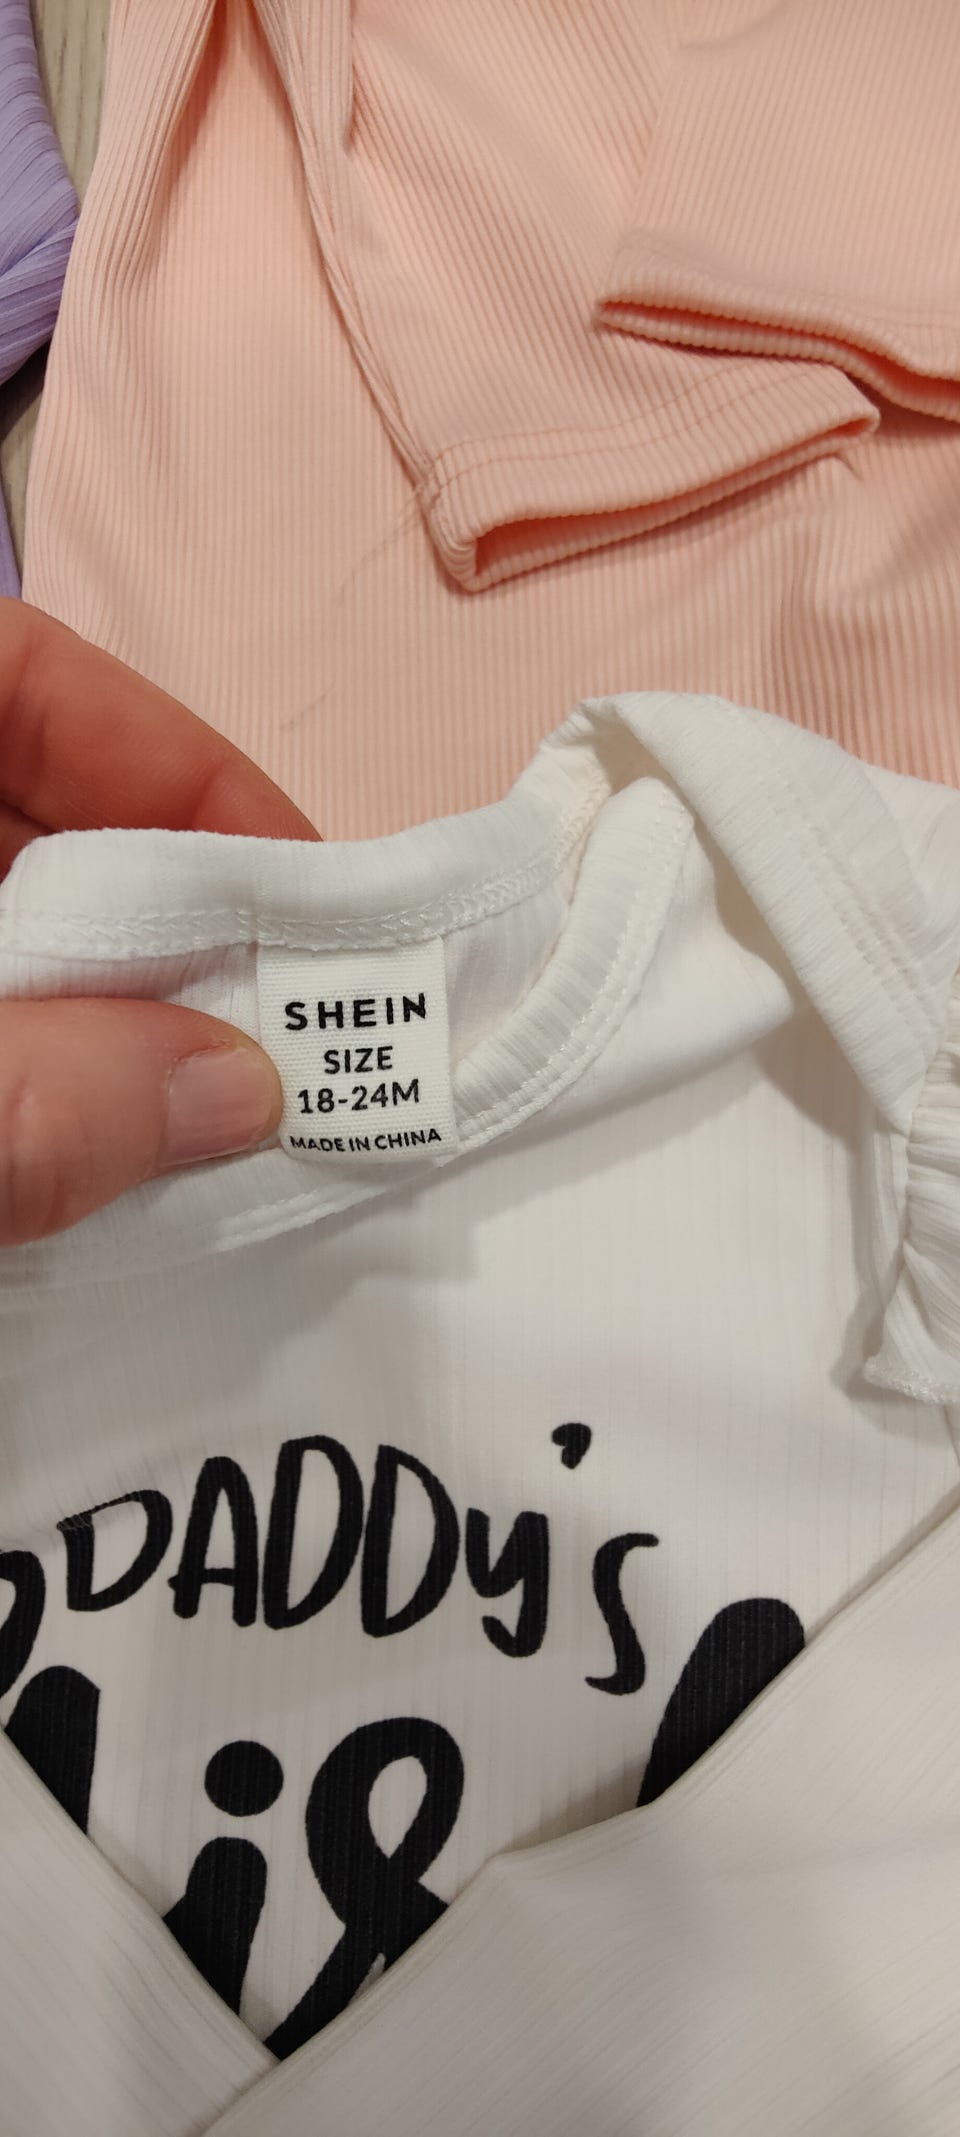 SHEIN
SIZE
18-24M
MADE IN CHINA
DADDy's